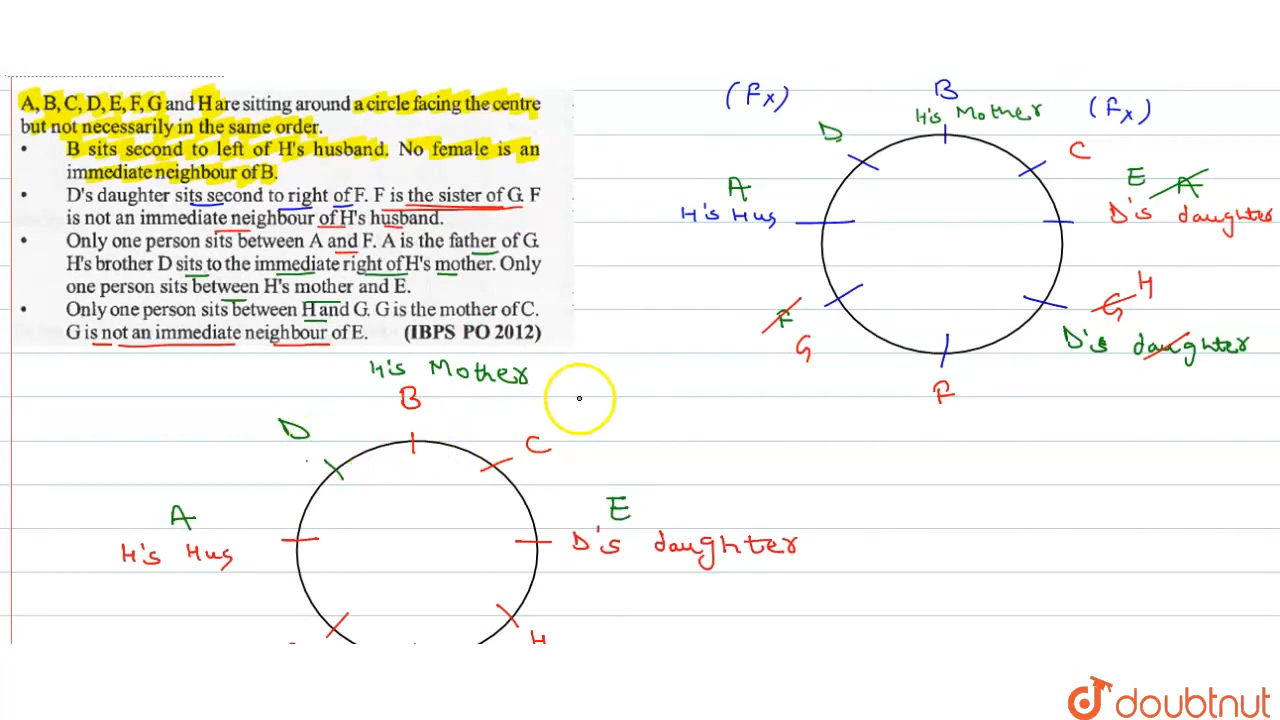 A, B, C, D, E, F, G and H are sitting around a circle facing the centre
but not necessarily in the same order.
• B sits second to left of H's husband. No female is an
immediate neighbour of B.
• D's daughter sits second to right of F. F is the sister of G. F
is not an immediate neighbour of H's husband.
• Only one person sits between A and F. A is the father of G.
H's brother D sits to the immediate right of H's mother. Only
one person sits between H's mother and E.
• Only one person sits between H and G. G is the mother of C.
G is not an immediate neighbour of E. (IBPS PO 2012)
(Fx)
B
H's Mother
(Fx)
D
C
A
H's Hus
E
A
D's daughter
F
G
G
H
D's daughter
F
H's Mother
B
D
C
A
H's Hus
E
D's daughter
H
doubtnut